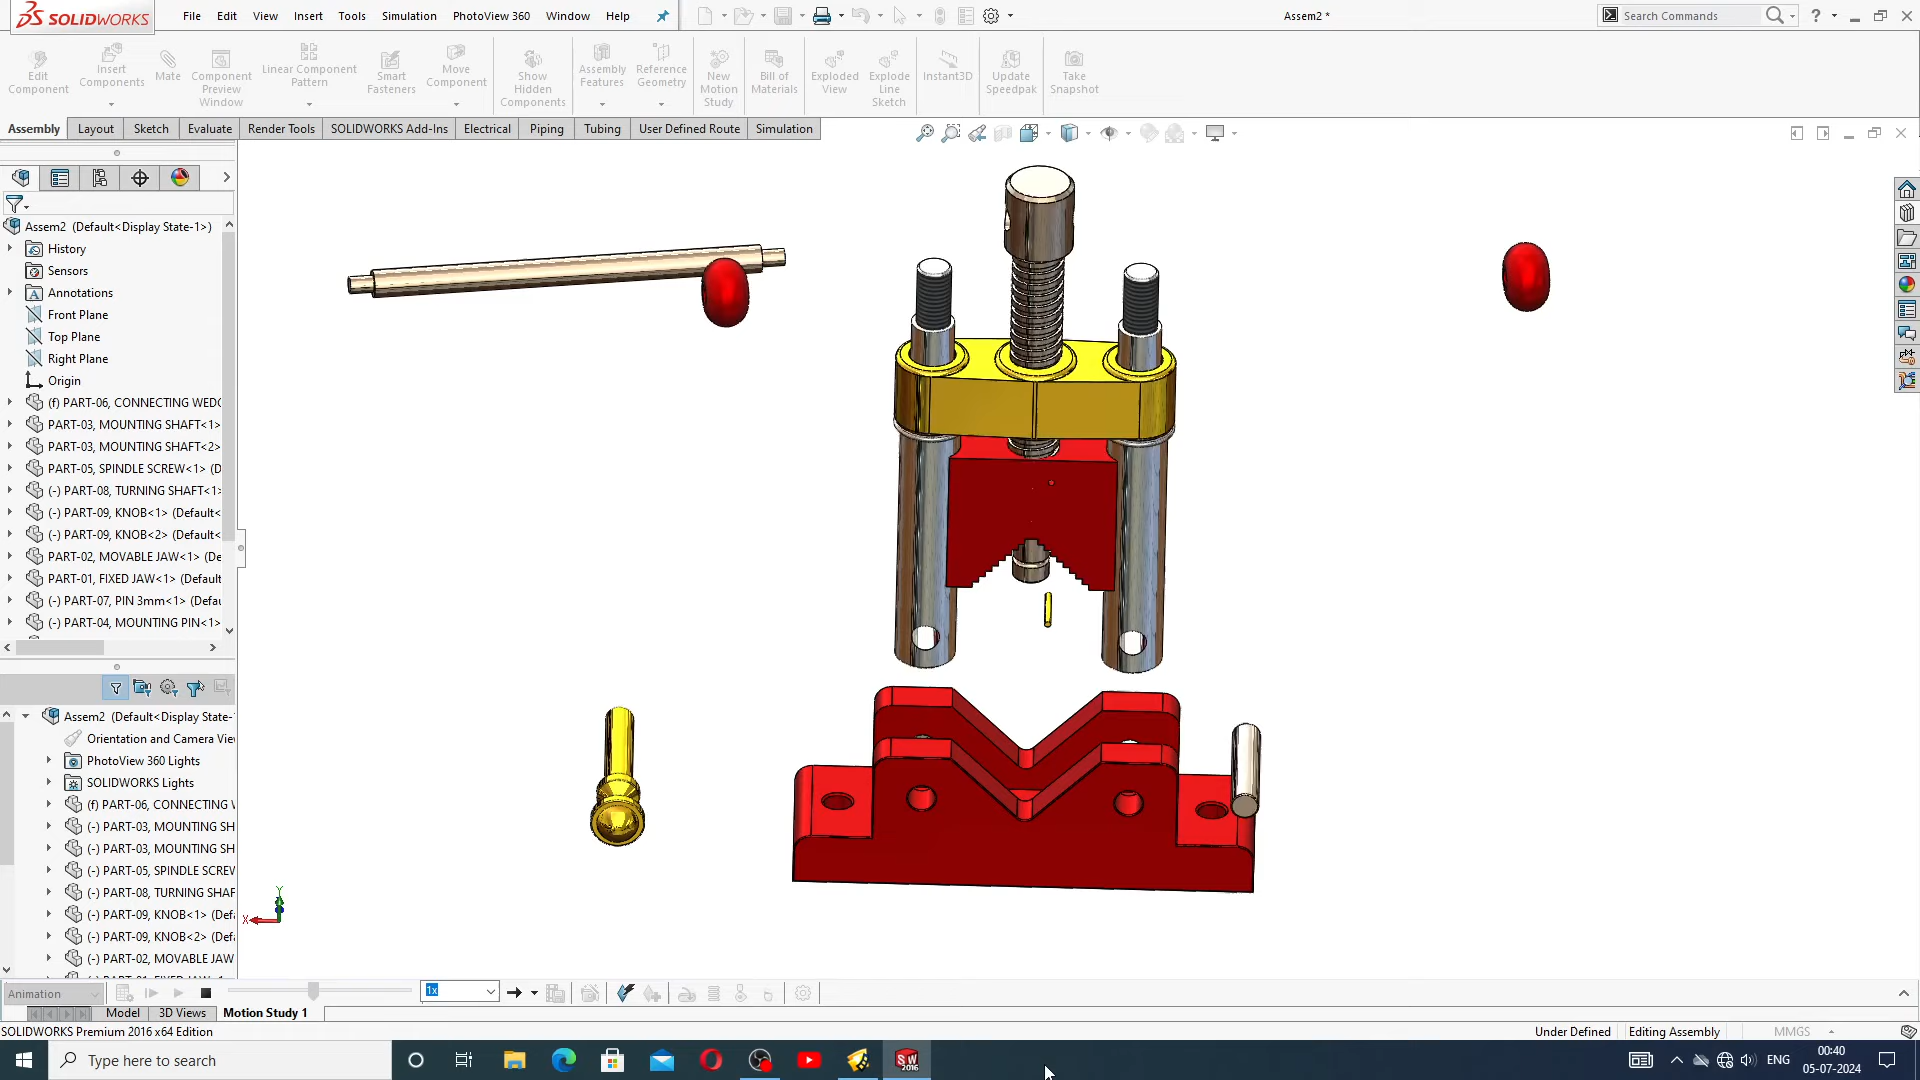 SOLIDWORKS File Edit View Insert Tools Simulation PhotoView 360 Window Help Assem2 * Search Commands ?
Edit Component
Insert Components
Mate
Component Preview Window
Linear Component Pattern
Smart Fasteners
Move Component
Show Hidden Components
Assembly Features
Reference Geometry
New Motion Study
Bill of Materials
Exploded View
Explode Line Sketch
Instant3D
Update Speedpak
Take Snapshot
Assembly Layout Sketch Evaluate Render Tools SOLIDWORKS Add-Ins Electrical Piping Tubing User Defined Route Simulation
Assem2 (Default<Display State-1>)
History
Sensors
Annotations
Front Plane
Top Plane
Right Plane
Origin
(f) PART-06, CONNECTING WEDG
PART-03, MOUNTING SHAFT<1>
PART-03, MOUNTING SHAFT<2>
PART-05, SPINDLE SCREW<1> (D
(-) PART-08, TURNING SHAFT<1>
(-) PART-09, KNOB<1> (Default<
(-) PART-09, KNOB<2> (Default<
PART-02, MOVABLE JAW<1> (De
PART-01, FIXED JAW<1> (Default
(-) PART-07, PIN 3mm<1> (Defau
(-) PART-04, MOUNTING PIN<1>
Assem2 (Default<Display State-
Orientation and Camera Vie
PhotoView 360 Lights
SOLIDWORKS Lights
(f) PART-06, CONNECTING W
(-) PART-03, MOUNTING SH
(-) PART-03, MOUNTING SH
(-) PART-05, SPINDLE SCREW
(-) PART-08, TURNING SHAF
(-) PART-09, KNOB<1> (Defa
(-) PART-09, KNOB<2> (Defa
(-) PART-02, MOVABLE JAW
X Y
Animation 1x
Model 3D Views Motion Study 1
SOLIDWORKS Premium 2016 x64 Edition Under Defined Editing Assembly MMGS
Type here to search SW 2016 ENG 00:40
05-07-2024